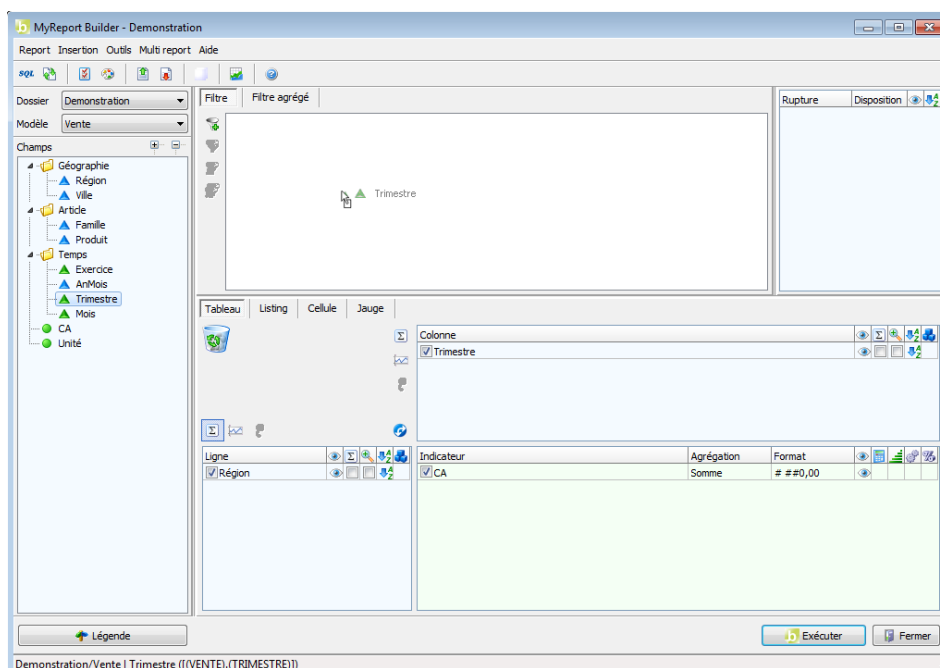 MyReport Builder - Demonstration
Report Insertion Outils Multi report Aide
SQL
Dossier Demonstration
Modèle Vente
Champs
Géographie
Région
Ville
Article
Famille
Produit
Temps
Exercice
AnMois
Trimestre
Mois
CA
Unité
Filtre Filtre agrégé
Trimestre
Rupture Disposition
Tableau Listing Cellule Jauge
Colonne
Trimestre
Ligne
Région
Indicateur Agrégation Format
CA Somme # ##0,00
Légende
Exécuter
Fermer
Demonstration/Vente | Trimestre ([(VENTE).(TRIMESTRE)])